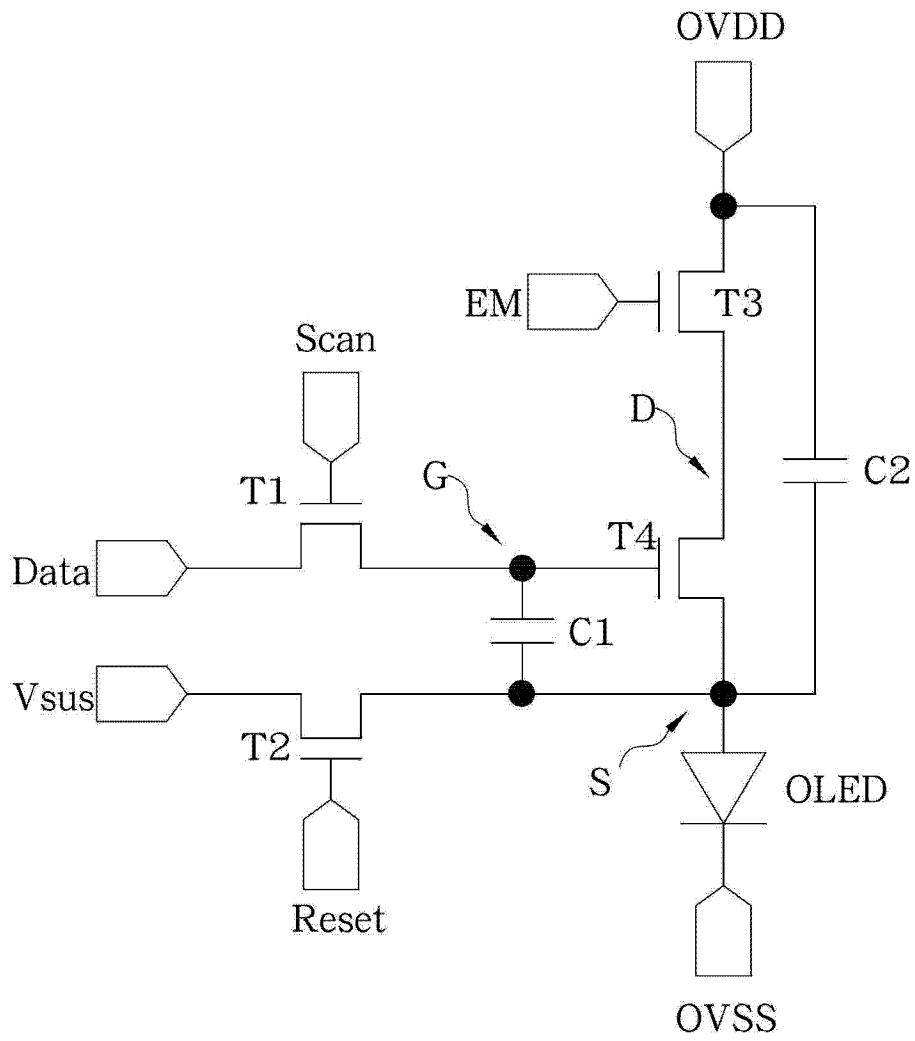 OVDD
EM
T3
Scan
D
C2
T1
G
T4
Data
C1
Vsus
T2
S
OLED
Reset
OVSS